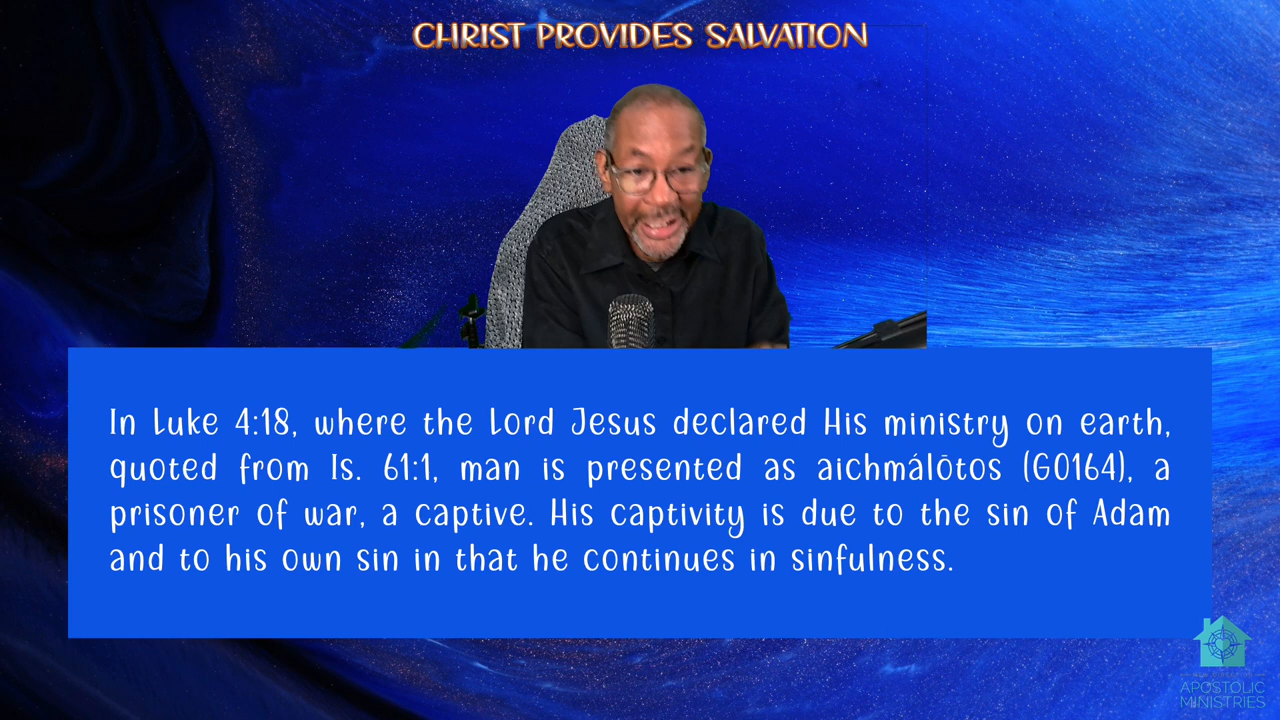 CHRIST PROVIDES SALVATION
In Luke 4:18, where the Lord Jesus declared His ministry on earth,
quoted from Is. 61:1, man is presented as aichmálōtos (G0164), a
prisoner of war, a captive. His captivity is due to the sin of Adam
and to his own sin in that he continues in sinfulness.
APOSTOLIC
MINISTRIES